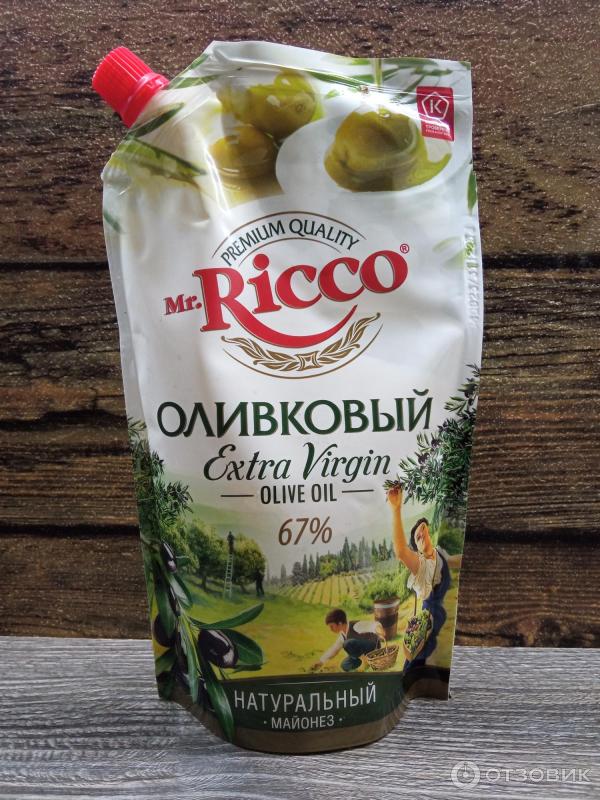 PREMIUM QUALITY
Mr. Ricco®
ОЛИВКОВЫЙ
Extra Virgin
OLIVE OIL
67%
НАТУРАЛЬНЫЙ
• МАЙОНЕЗ •
К
ОТЗОВИК